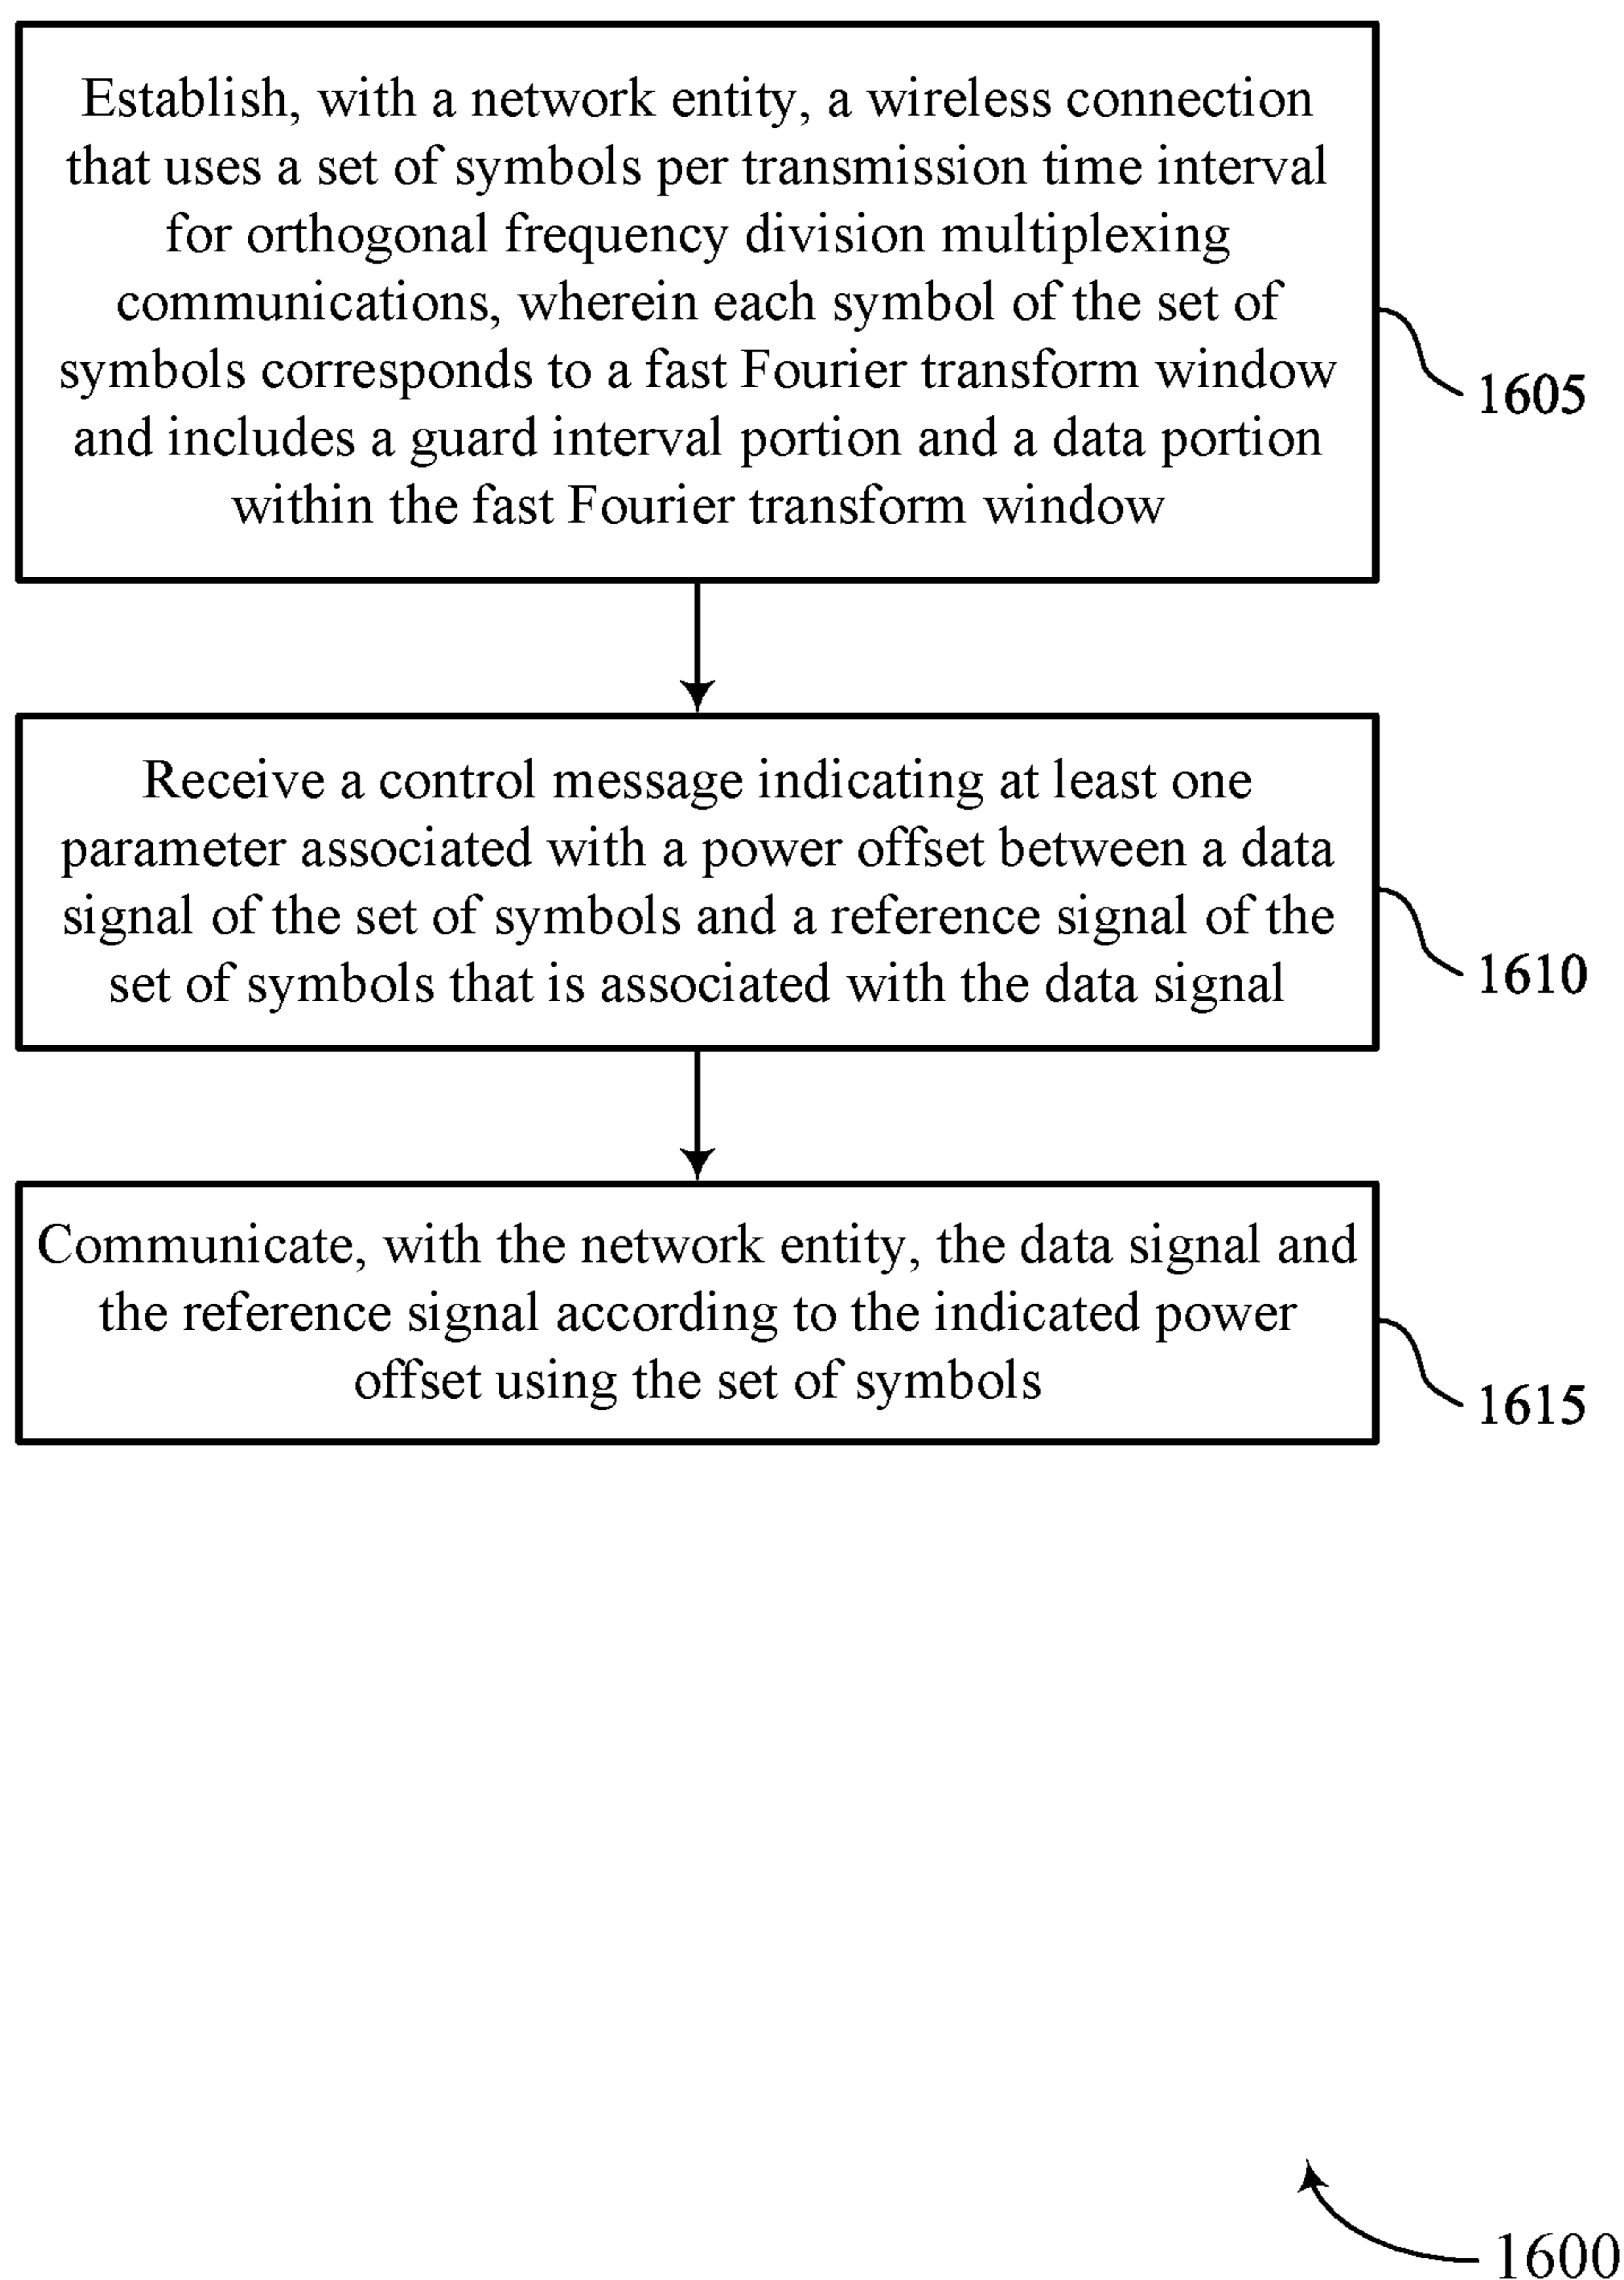 Establish, with a network entity, a wireless connection
that uses a set of symbols per transmission time interval
for orthogonal frequency division multiplexing
communications, wherein each symbol of the set of
symbols corresponds to a fast Fourier transform window
and includes a guard interval portion and a data portion
within the fast Fourier transform window
1605
Receive a control message indicating at least one
parameter associated with a power offset between a data
signal of the set of symbols and a reference signal of the
set of symbols that is associated with the data signal
1610
Communicate, with the network entity, the data signal and
the reference signal according to the indicated power
offset using the set of symbols
1615
1600